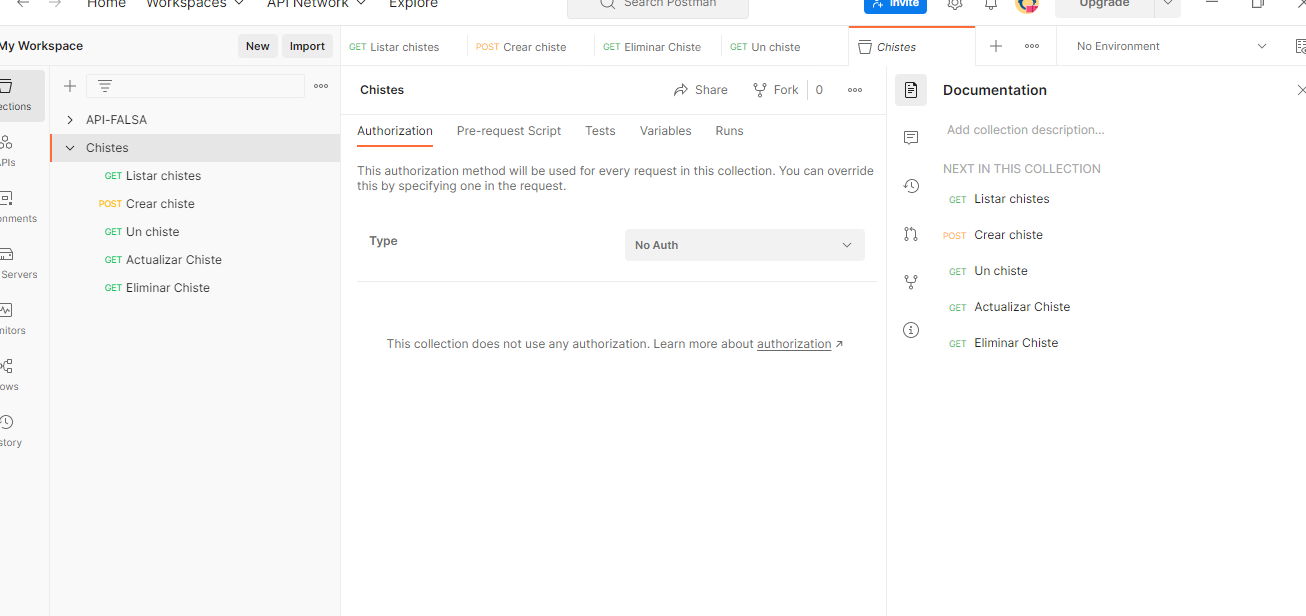 Home Workspaces API Network Explore Search Postman Invite Upgrade
My Workspace New Import
GET Listar chistes POST Crear chiste GET Eliminar Chiste GET Un chiste Chistes No Environment
API-FALSA
Chistes
GET Listar chistes
POST Crear chiste
GET Un chiste
GET Actualizar Chiste
GET Eliminar Chiste
ections
APIs
onments
Servers
nitors
ows
story
Chistes Share Fork 0
Authorization Pre-request Script Tests Variables Runs
This authorization method will be used for every request in this collection. You can override
this by specifying one in the request.
Type No Auth
This collection does not use any authorization. Learn more about authorization
Documentation
Add collection description...
NEXT IN THIS COLLECTION
GET Listar chistes
POST Crear chiste
GET Un chiste
GET Actualizar Chiste
GET Eliminar Chiste